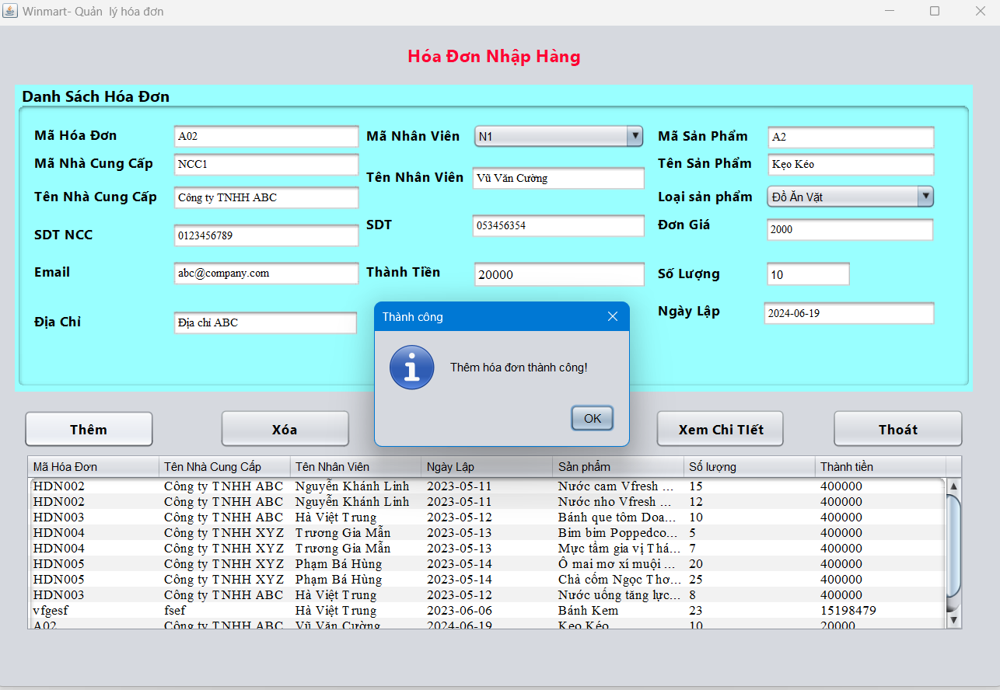 Winmart- Quản lý hóa đơn
Hóa Đơn Nhập Hàng
Danh Sách Hóa Đơn
Mã Hóa Đơn A02 Mã Nhân Viên N1 Mã Sản Phẩm A2
Mã Nhà Cung Cấp NCC1 Tên Sản Phẩm Kẹo Kéo
Tên Nhân Viên Vũ Văn Cường
Tên Nhà Cung Cấp Công ty TNHH ABC Loại sản phẩm Đồ Ăn Vặt
SDT NCC 0123456789 SDT 053456354 Đơn Giá 2000
Email abc@company.com Thành Tiền 20000 Số Lượng 10
Địa Chỉ Địa chỉ ABC Ngày Lập 2024-06-19
Thành công
Thêm hóa đơn thành công!
OK
Thêm Xóa Xem Chi TIết Thoát
Mã Hóa Đơn Tên Nhà Cung Cấp Tên Nhân Viên Ngày Lập Sản phẩm Số lượng Thành tiền
HDN002 Công ty TNHH ABC Nguyễn Khánh Linh 2023-05-11 Nước cam Vfresh ... 15 400000
HDN002 Công ty TNHH ABC Nguyễn Khánh Linh 2023-05-11 Nước nho Vfresh ... 12 400000
HDN003 Công ty TNHH ABC Hà Việt Trung 2023-05-12 Bánh que tôm Doa... 10 400000
HDN004 Công ty TNHH XYZ Trương Gia Mẫn 2023-05-13 Bim bim Poppedco... 5 400000
HDN004 Công ty TNHH XYZ Trương Gia Mẫn 2023-05-13 Mực tẩm gia vị Thá... 7 400000
HDN005 Công ty TNHH XYZ Phạm Bá Hùng 2023-05-14 Ô mai mơ xí muội ... 20 400000
HDN005 Công ty TNHH XYZ Phạm Bá Hùng 2023-05-14 Chả cốm Ngọc Thơ... 25 400000
HDN003 Công ty TNHH ABC Hà Việt Trung 2023-05-12 Nước uống tăng lực... 8 400000
vfgesf fsef Hà Việt Trung 2023-06-06 Bánh Kem 23 15198479
A02 Công ty TNHH ABC Vũ Văn Cường 2024-06-19 Kẹo Kéo 10 20000